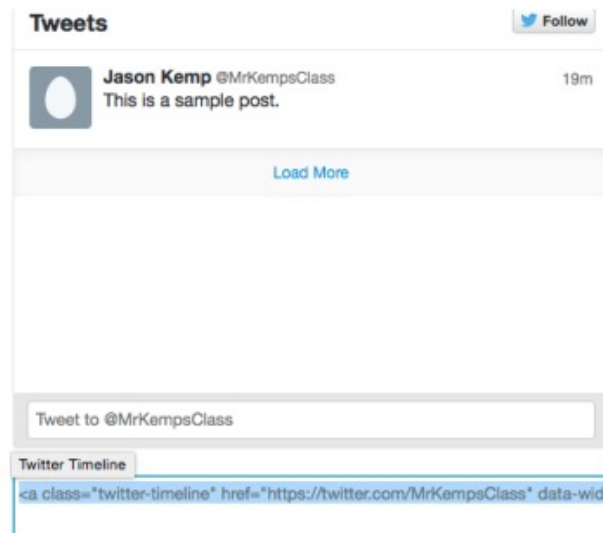 Tweets
Follow
Jason Kemp @MrKempsClass 19m
This is a sample post.
Load More
Tweet to @MrKempsClass
Twitter Timeline
<a class="twitter-timeline" href="https://twitter.com/MrKempsClass" data-wid